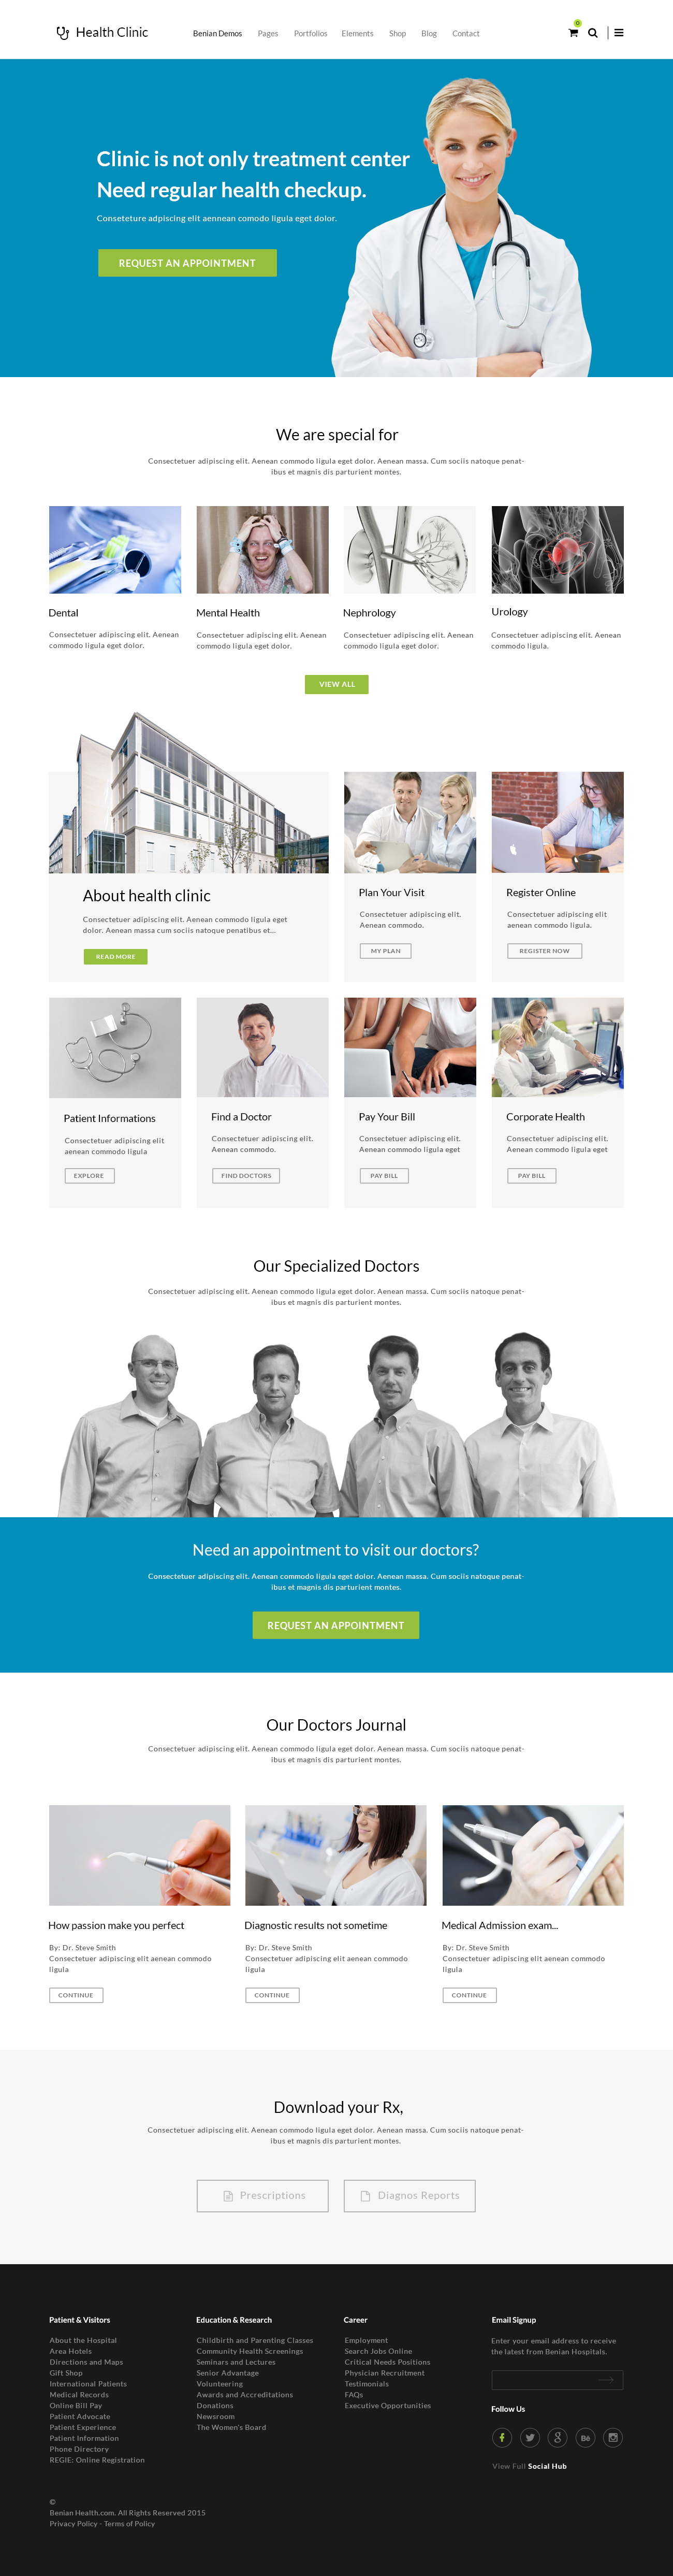 Health Clinic
Benian Demos Pages Portfolios Elements Shop Blog Contact
0
Clinic is not only treatment center
Need regular health checkup.
Conseteture adpiscing elit aennean comodo ligula eget dolor.
REQUEST AN APPOINTMENT
We are special for
Consectetuer adipiscing elit. Aenean commodo ligula eget dolor. Aenean massa. Cum sociis natoque penat-
ibus et magnis dis parturient montes.
Dental
Consectetuer adipiscing elit. Aenean
commodo ligula eget dolor.
Mental Health
Consectetuer adipiscing elit. Aenean
commodo ligula eget dolor.
Nephrology
Consectetuer adipiscing elit. Aenean
commodo ligula eget dolor.
Urology
Consectetuer adipiscing elit. Aenean
commodo ligula.
VIEW ALL
About health clinic
Consectetuer adipiscing elit. Aenean commodo ligula eget
dolor. Aenean massa cum sociis natoque penatibus et...
READ MORE
Plan Your Visit
Consectetuer adipiscing elit.
Aenean commodo.
MY PLAN
Register Online
Consectetuer adipiscing elit
aenean commodo ligula.
REGISTER NOW
Patient Informations
Consectetuer adipiscing elit
aenean commodo ligula
EXPLORE
Find a Doctor
Consectetuer adipiscing elit.
Aenean commodo.
FIND DOCTORS
Pay Your Bill
Consectetuer adipiscing elit.
Aenean commodo ligula eget
PAY BILL
Corporate Health
Consectetuer adipiscing elit.
Aenean commodo ligula eget
PAY BILL
Our Specialized Doctors
Consectetuer adipiscing elit. Aenean commodo ligula eget dolor. Aenean massa. Cum sociis natoque penat-
ibus et magnis dis parturient montes.
Need an appointment to visit our doctors?
Consectetuer adipiscing elit. Aenean commodo ligula eget dolor. Aenean massa. Cum sociis natoque penat-
ibus et magnis dis parturient montes.
REQUEST AN APPOINTMENT
Our Doctors Journal
Consectetuer adipiscing elit. Aenean commodo ligula eget dolor. Aenean massa. Cum sociis natoque penat-
ibus et magnis dis parturient montes.
How passion make you perfect
By: Dr. Steve Smith
Consectetuer adipiscing elit aenean commodo
ligula
CONTINUE
Diagnostic results not sometime
By: Dr. Steve Smith
Consectetuer adipiscing elit aenean commodo
ligula
CONTINUE
Medical Admission exam...
By: Dr. Steve Smith
Consectetuer adipiscing elit aenean commodo
ligula
CONTINUE
Download your Rx,
Consectetuer adipiscing elit. Aenean commodo ligula eget dolor. Aenean massa. Cum sociis natoque penat-
ibus et magnis dis parturient montes.
Prescriptions
Diagnos Reports
Patient & Visitors
About the Hospital
Area Hotels
Directions and Maps
Gift Shop
International Patients
Medical Records
Online Bill Pay
Patient Advocate
Patient Experience
Patient Information
Phone Directory
REGIE: Online Registration
Education & Research
Childbirth and Parenting Classes
Community Health Screenings
Seminars and Lectures
Senior Advantage
Volunteering
Awards and Accreditations
Donations
Newsroom
The Women's Board
Career
Employment
Search Jobs Online
Critical Needs Positions
Physician Recruitment
Testimonials
FAQs
Executive Opportunities
Email Signup
Enter your email address to receive
the latest from Benian Hospitals.
Follow Us
View Full Social Hub
©
Benian Health.com. All Rights Reserved 2015
Privacy Policy - Terms of Policy